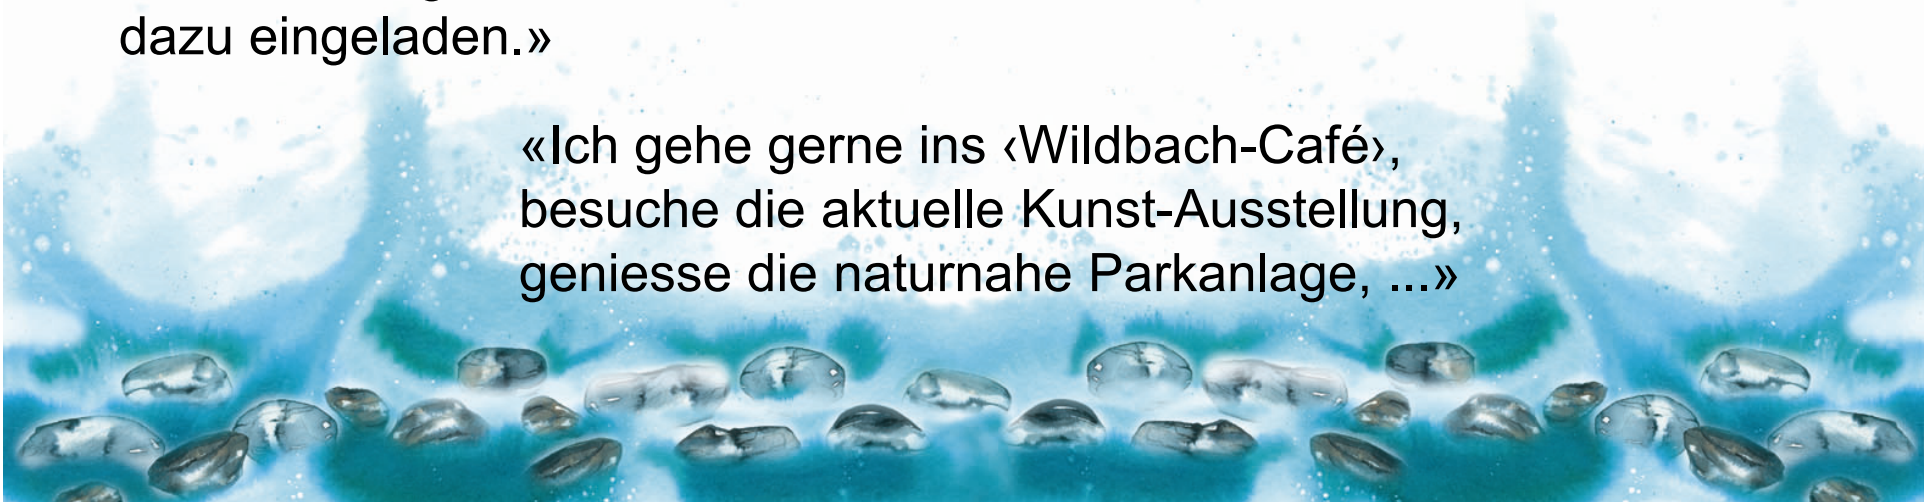 dazu eingeladen.»
«Ich gehe gerne ins ‹Wildbach-Café›,
besuche die aktuelle Kunst-Ausstellung,
geniesse die naturnahe Parkanlage, ...»